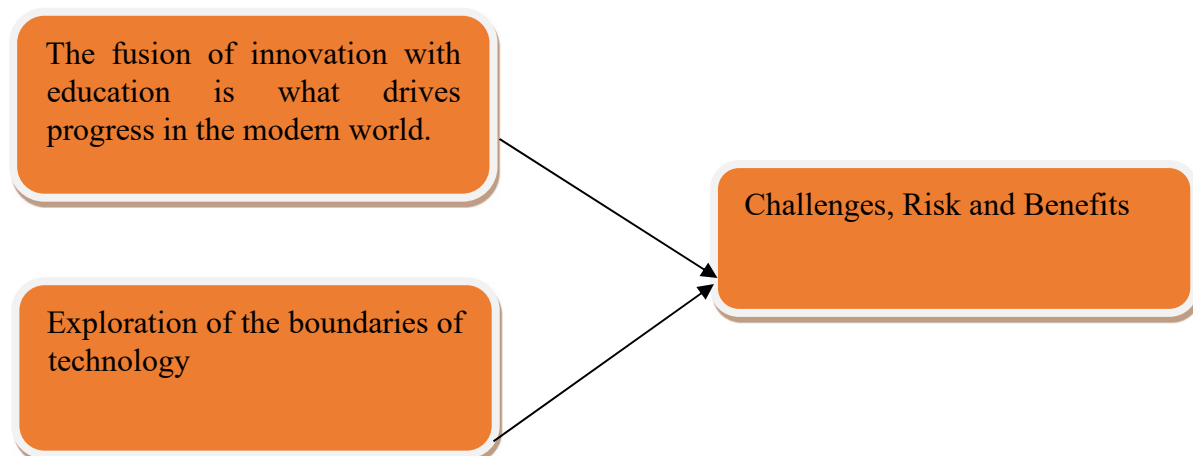 The fusion of innovation with
education is what drives
progress in the modern world.
Challenges, Risk and Benefits
Exploration of the boundaries of
technology